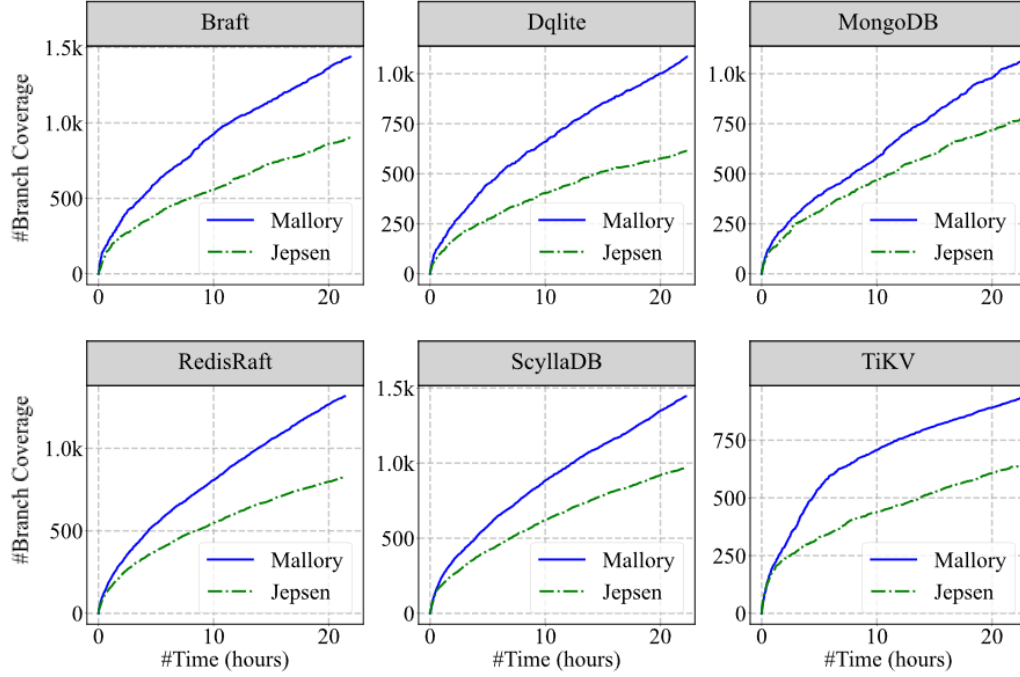 Braft
Dqlite
MongoDB
#Branch Coverage
1.5k
1.0k
500
0
0
10
20
Mallory
Jepsen
1.0k
750
500
250
0
0
10
20
Mallory
Jepsen
1.0k
750
500
250
0
0
10
20
Mallory
Jepsen
RedisRaft
ScyllaDB
TiKV
#Branch Coverage
1.0k
500
0
0
10
20
Mallory
Jepsen
#Time (hours)
1.5k
1.0k
500
0
0
10
20
Mallory
Jepsen
#Time (hours)
750
500
250
0
0
10
20
Mallory
Jepsen
#Time (hours)